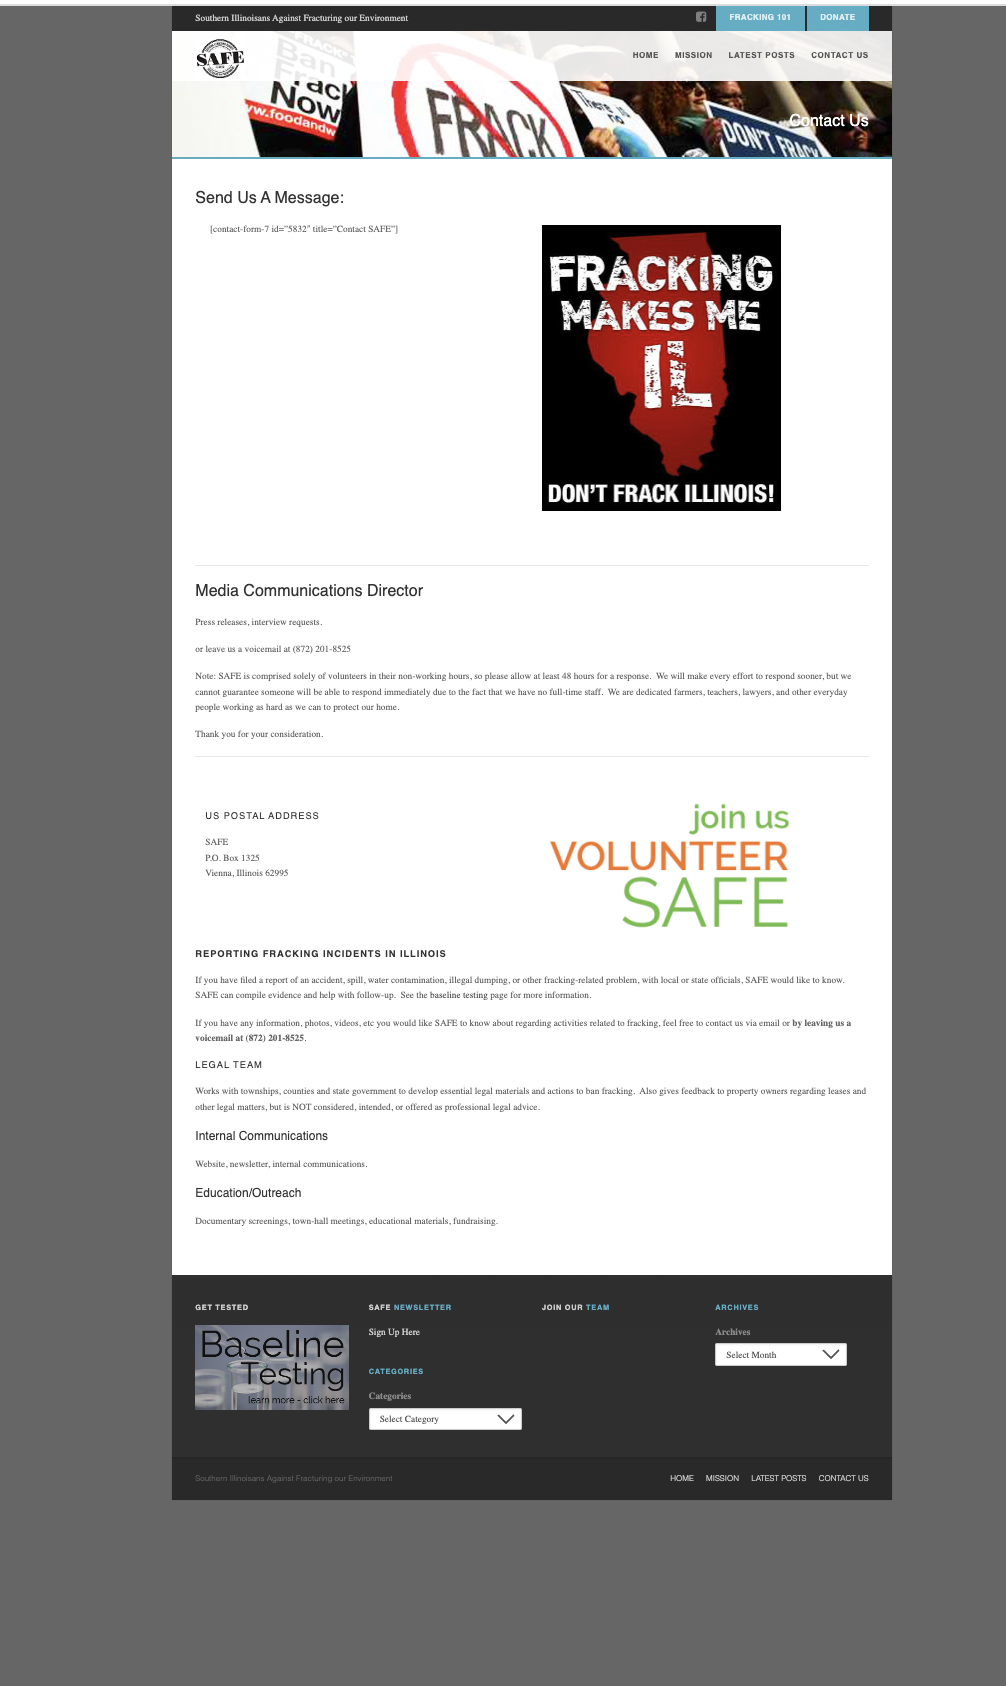 Southern Illinoisans Against Fracturing our Environment
FRACKING 101
DONATE
SAFE
HOME
MISSION
LATEST POSTS
CONTACT US
FRACK
Ban
Frac
Frack
Now
ww.foodandw
FRACK
DON'T FRACK
Contact Us
Send Us A Message:
[contact-form-7 id="5832" title="Contact SAFE"]
FRACKING
MAKES ME
IL
DON'T FRACK ILLINOIS!
Media Communications Director
Press releases, interview requests.
or leave us a voicemail at (872) 201-8525
Note: SAFE is comprised solely of volunteers in their non-working hours, so please allow at least 48 hours for a response.  We will make every effort to respond sooner, but we
cannot guarantee someone will be able to respond immediately due to the fact that we have no full-time staff.  We are dedicated farmers, teachers, lawyers, and other everyday
people working as hard as we can to protect our home.
Thank you for your consideration.
US POSTAL ADDRESS
SAFE
P.O. Box 1325
Vienna, Illinois 62995
join us
VOLUNTEER
SAFE
REPORTING FRACKING INCIDENTS IN ILLINOIS
If you have filed a report of an accident, spill, water contamination, illegal dumping, or other fracking-related problem, with local or state officials, SAFE would like to know.
SAFE can compile evidence and help with follow-up.  See the baseline testing page for more information.
If you have any information, photos, videos, etc you would like SAFE to know about regarding activities related to fracking, feel free to contact us via email or by leaving us a
voicemail at (872) 201-8525.
LEGAL TEAM
Works with townships, counties and state government to develop essential legal materials and actions to ban fracking.  Also gives feedback to property owners regarding leases and
other legal matters, but is NOT considered, intended, or offered as professional legal advice.
Internal Communications
Website, newsletter, internal communications.
Education/Outreach
Documentary screenings, town-hall meetings, educational materials, fundraising.
GET TESTED
Baseline
Testing
learn more - click here
SAFE NEWSLETTER
Sign Up Here
CATEGORIES
Categories
Select Category
JOIN OUR TEAM
ARCHIVES
Archives
Select Month
Southern Illinoisans Against Fracturing our Environment
HOME
MISSION
LATEST POSTS
CONTACT US